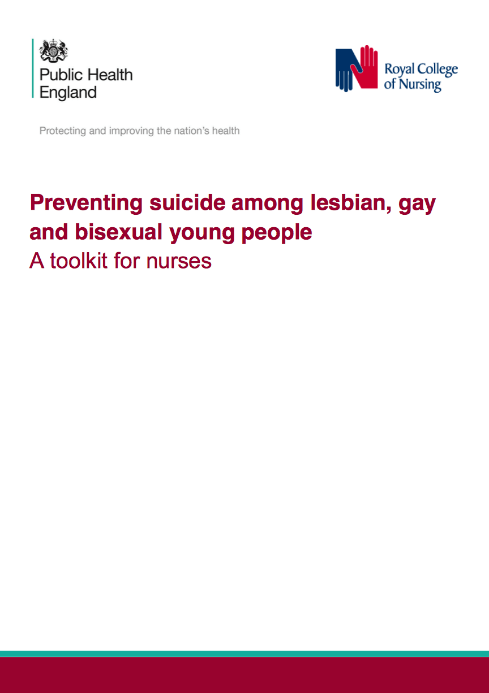 Public Health
England
Royal College
of Nursing
Protecting and improving the nation's health
Preventing suicide among lesbian, gay
and bisexual young people
A toolkit for nurses